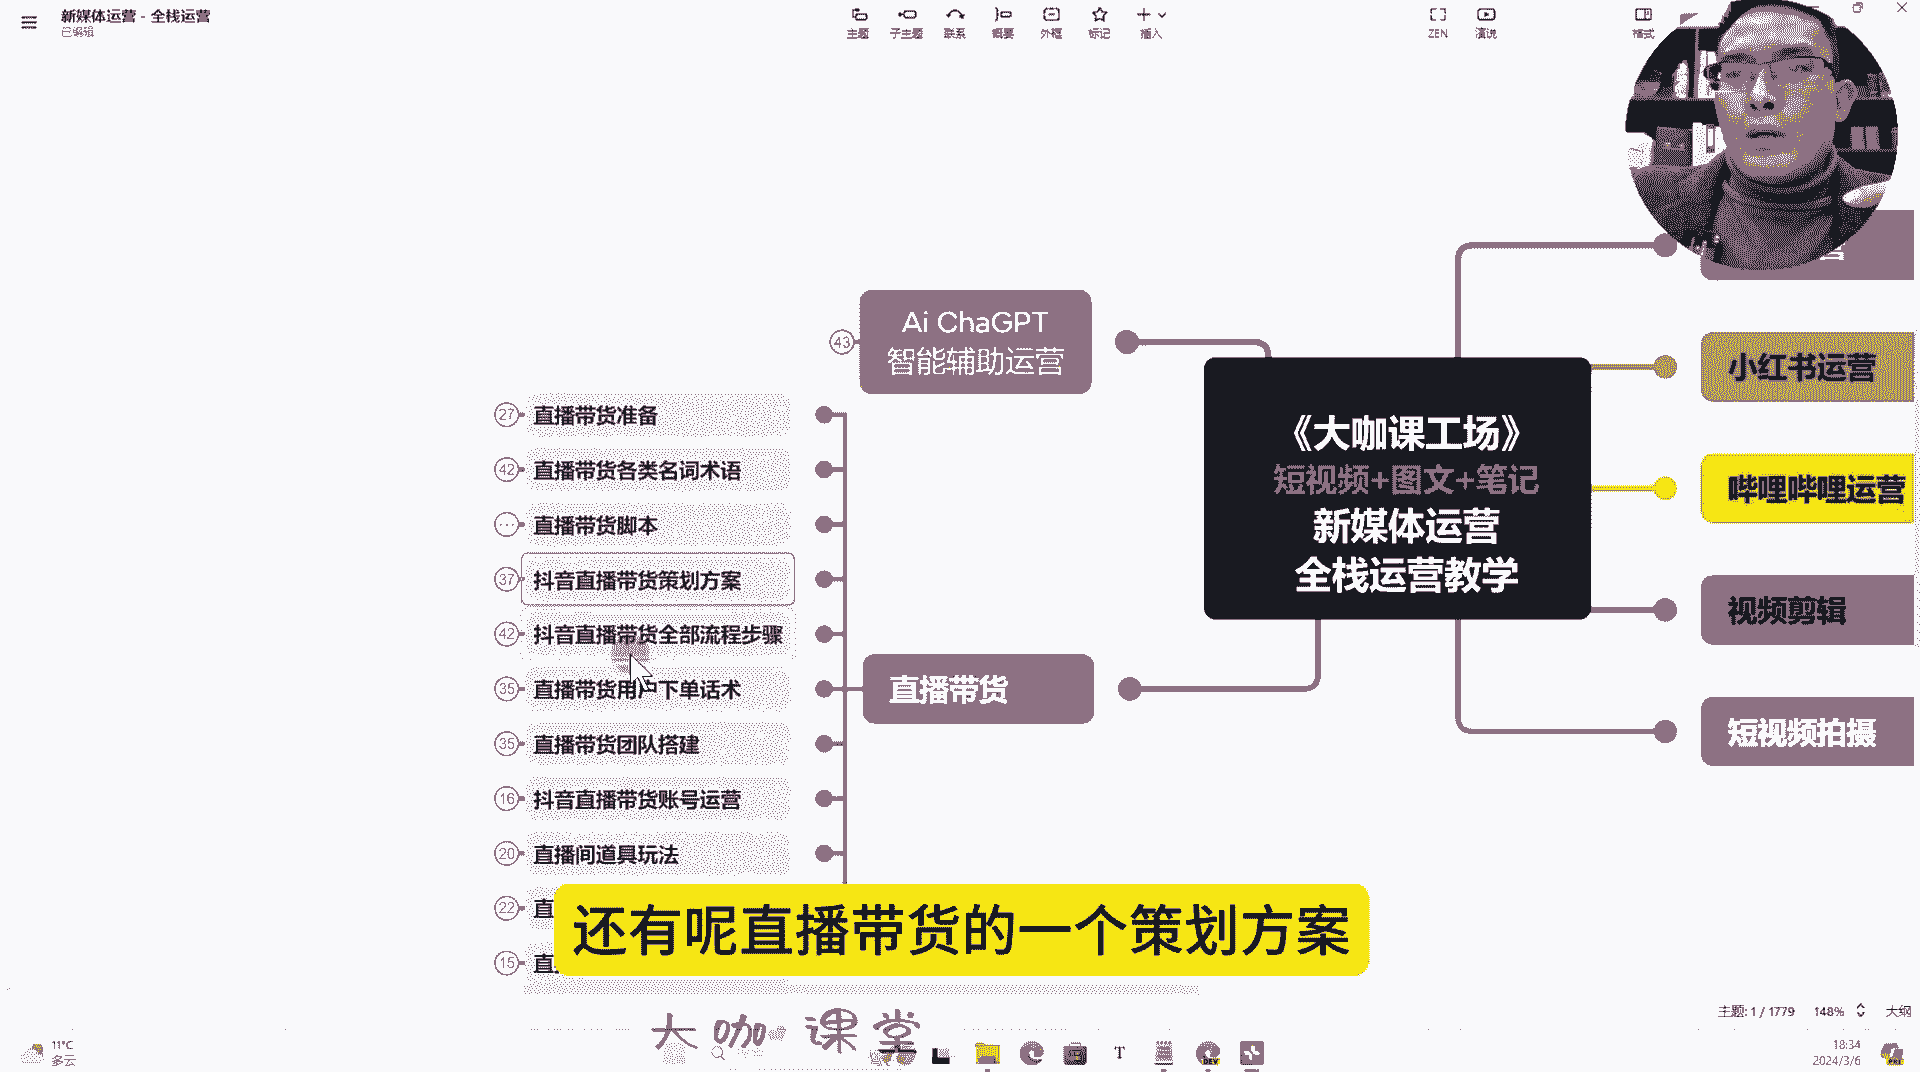 新媒体运营 - 全栈运营
已编辑
主题
子主题
联系
概要
外框
标记
插入
ZEN
演说
格式
营
Ai ChaGPT
智能辅助运营
43
《大咖课工场》
短视频+图文+笔记
新媒体运营
全栈运营教学
小红书运营
哔哩哔哩运营
视频剪辑
短视频拍摄
直播带货
27
直播带货准备
42
直播带货各类名词术语
直播带货脚本
37
抖音直播带货策划方案
42
抖音直播带货全部流程步骤
35
直播带货用户下单话术
35
直播带货团队搭建
16
抖音直播带货账号运营
20
直播间道具玩法
22
直
15
直
还有呢直播带货的一个策划方案
大咖课堂
主题: 1 / 1779
148%
大纲
11°C
多云
T
DEV
18:34
2024/3/6
PRE